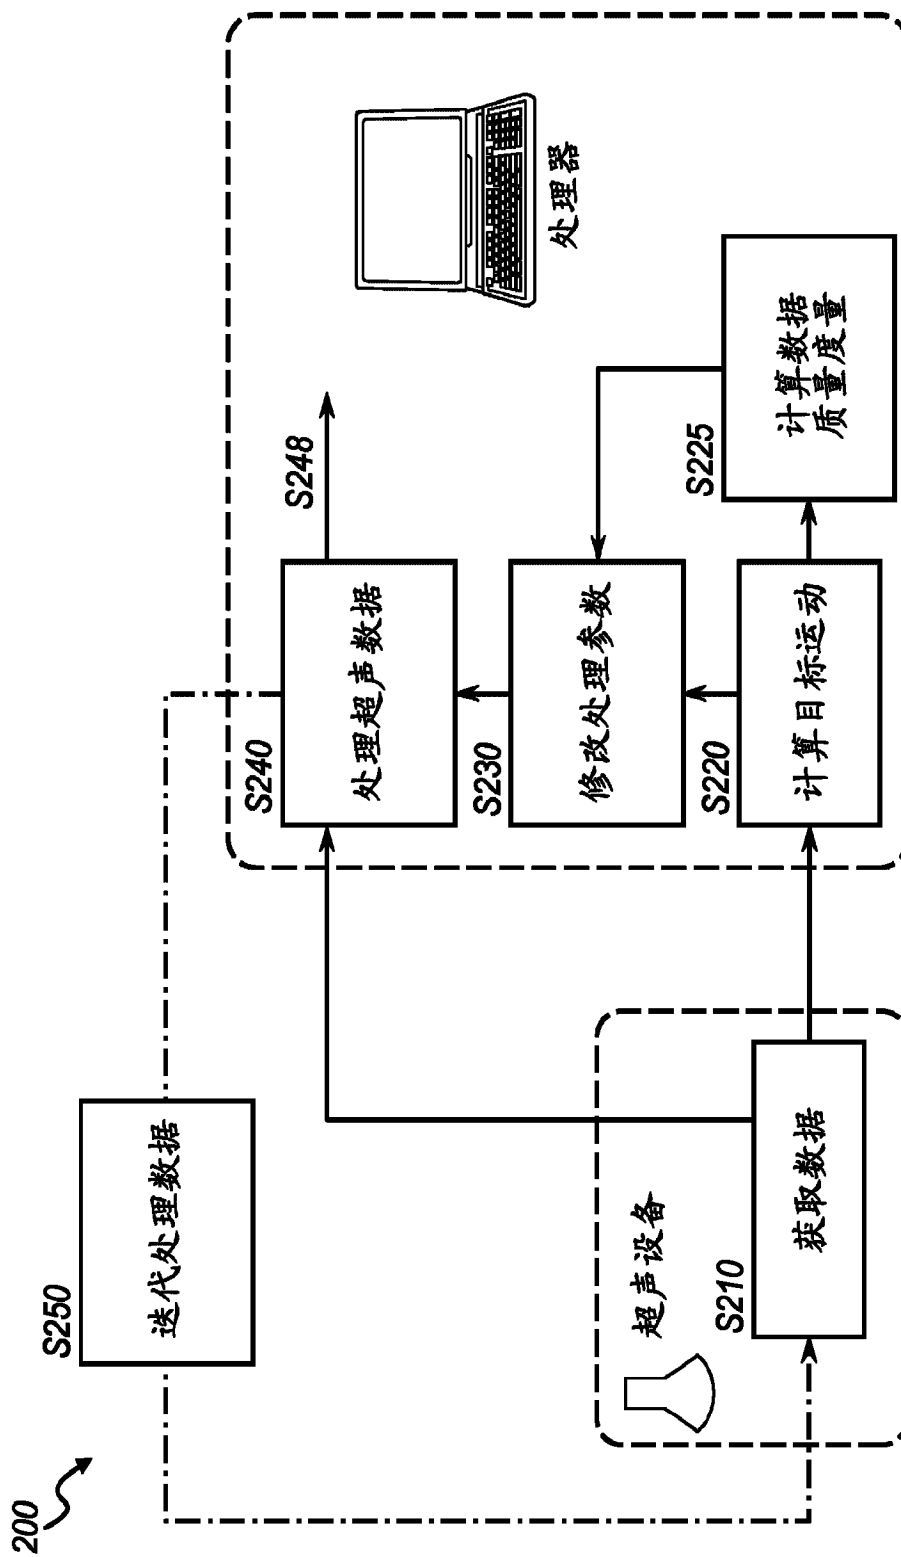 200
S250
迭代处理数据
超声设备
S210
获取数据
S240
处理超声数据
S248
处理器
S230
修改处理参数
S220
计算目标运动
S225
计算数据
质量度量